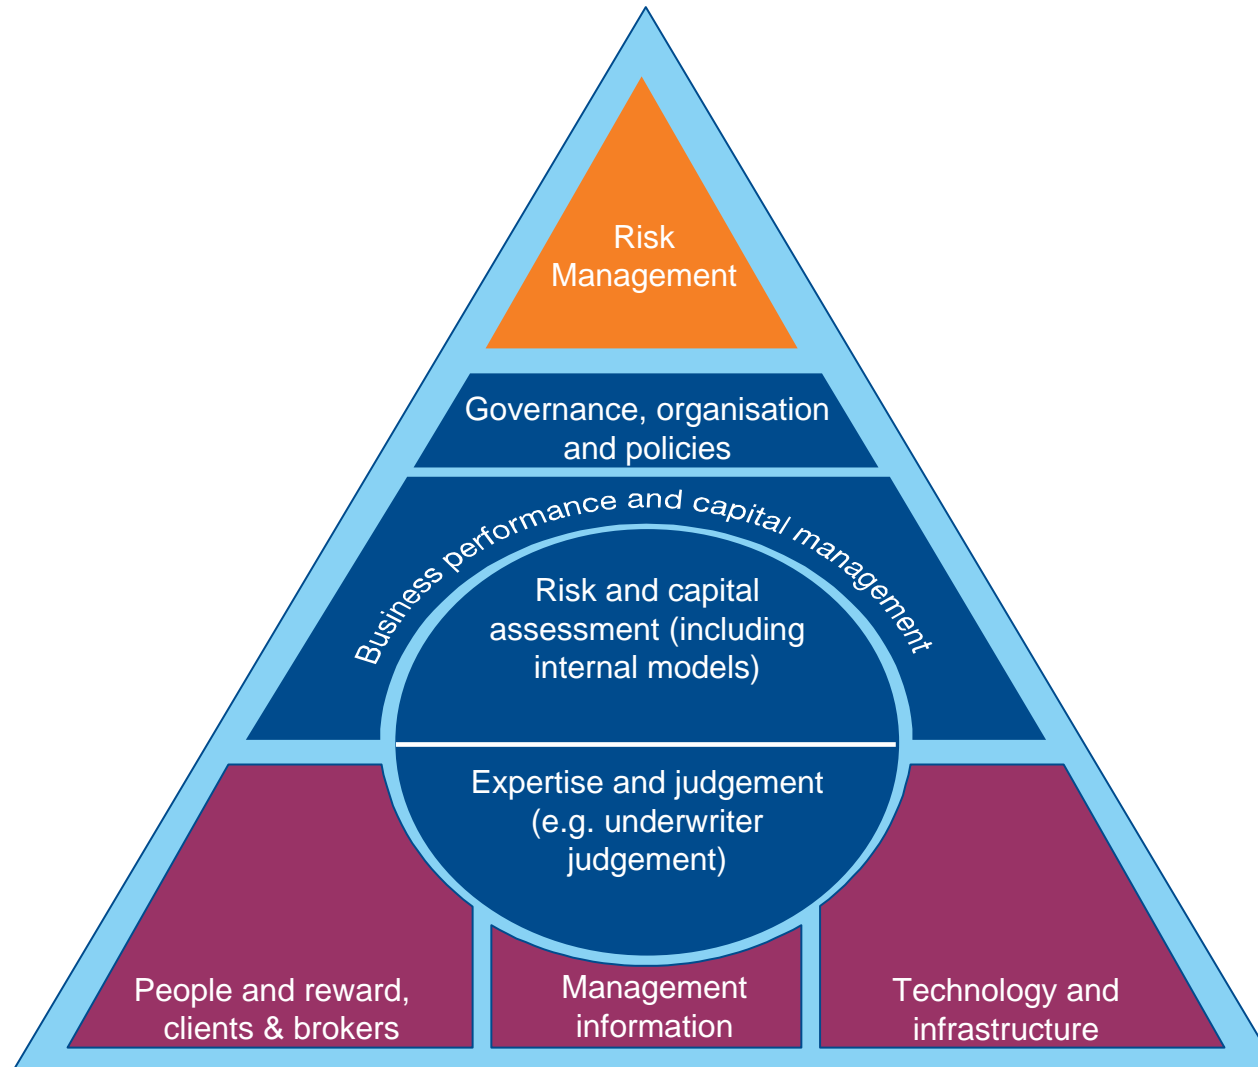 Risk
Management
Governance, organisation
and policies
Business performance and capital management
Risk and capital
assessment (including
internal models)
Expertise and judgement
(e.g. underwriter
judgement)
People and reward,
clients & brokers
Management
information
Technology and
infrastructure